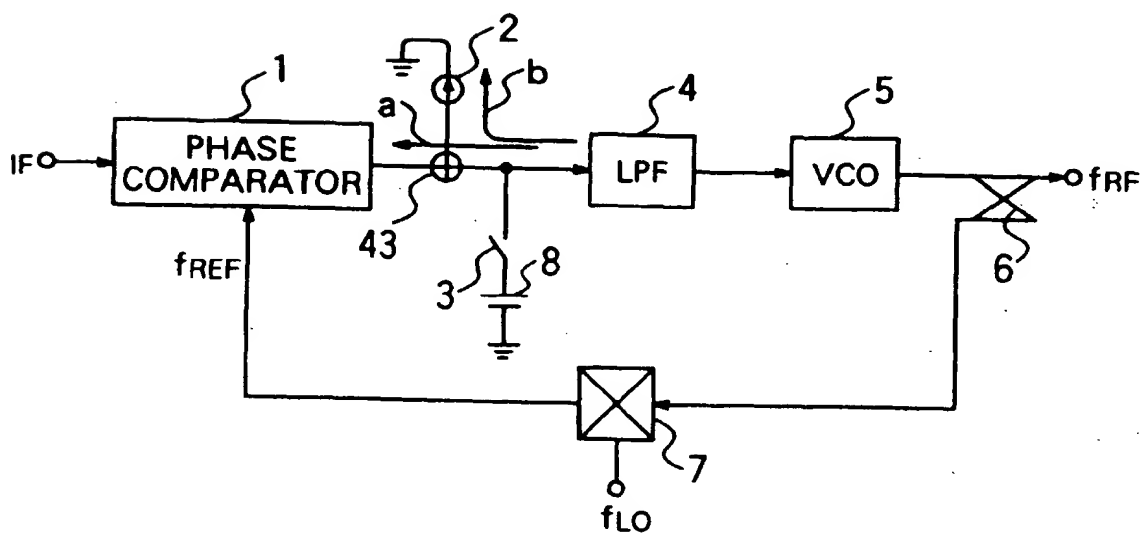 2
b
1
a
4
5
PHASE
COMPARATOR
IF
LPF
VCO
fRF
43
fREF
3
8
6
7
fLO